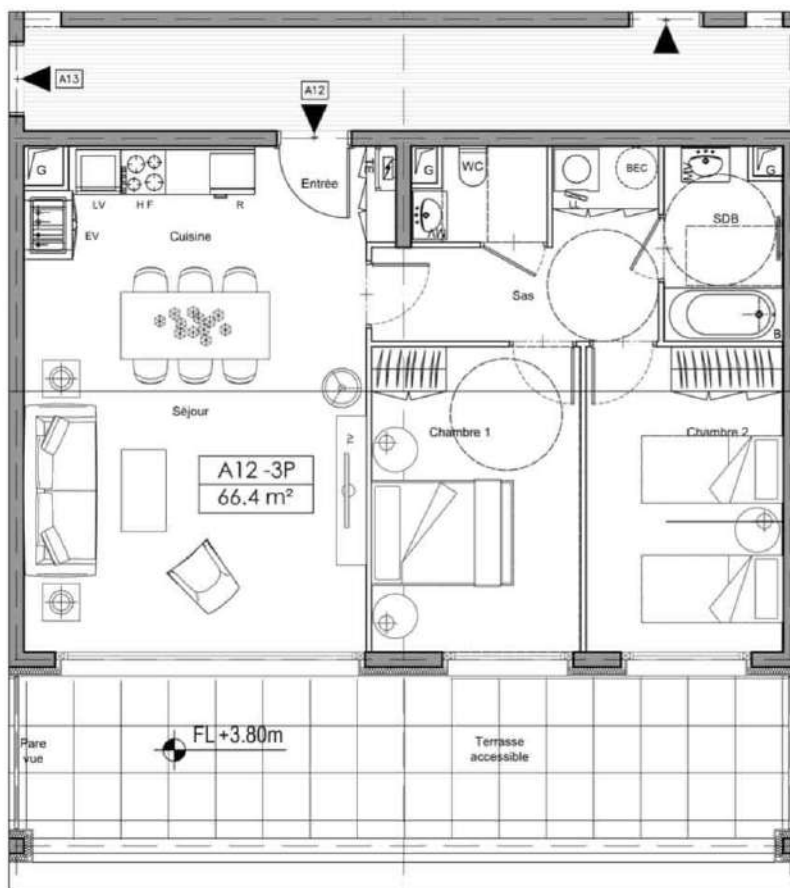 A13
A12
G
LV
H F
R
Entrée
EV
Cuisine
G
WC
BEC
LL
G
SDB
Sas
B
Séjour
TV
Chambre 1
Chambre 2
A12 -3P
66.4 m²
FL +3.80m
Pare
vue
Terrasse
accessible